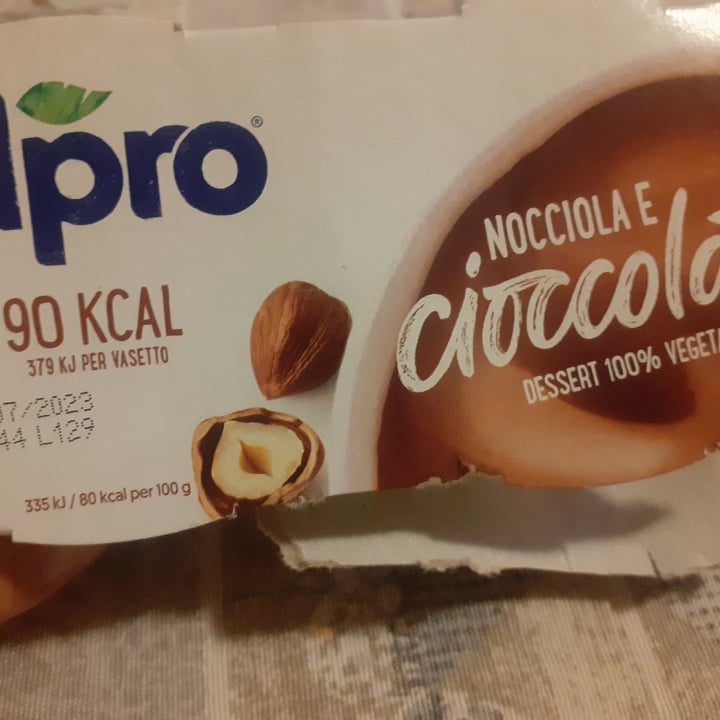 lpro®
90 KCAL
379 KJ PER VASETTO
07/2023
44 L129
335 kJ / 80 kcal per 100 g
NOCCIOLA E
cioccola
DESSERT 100% VEGETA